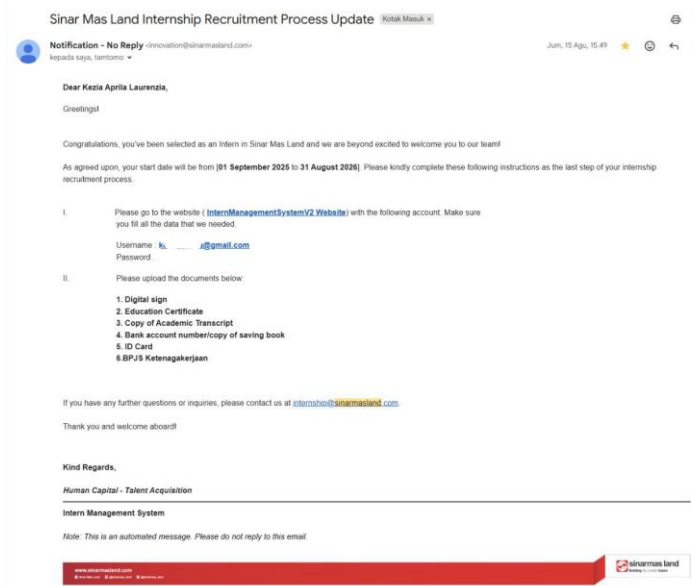 Sinar Mas Land Internship Recruitment Process Update Kotak Masuk ×
Notification - No Reply <innovation@sinarmasland.com>
kepada saya, tamtomo
Jum, 15 Agu, 15.49
Dear Kezia Aprilia Laurenzia,
Greetings!
Congratulations, you've been selected as an Intern in Sinar Mas Land and we are beyond excited to welcome you to our team!
As agreed upon, your start date will be from [01 September 2025 to 31 August 2026]. Please kindly complete these following instructions as the last step of your internship
recruitment process.
I. Please go to the website ( InternManagementSystemV2 Website) with the following account. Make sure
you fill all the data that we needed.
Username : @gmail.com
Password
II. Please upload the documents below:
1. Digital sign
2. Education Certificate
3. Copy of Academic Transcript
4. Bank account number/copy of saving book
5. ID Card
6.BPJS Ketenagakerjaan
If you have any further questions or inquiries, please contact us at internship@sinarmasland.com.
Thank you and welcome aboard!
Kind Regards,
Human Capital - Talent Acquisition
Intern Management System
Note: This is an automated message. Please do not reply to this email.
www.sinarmasland.com
sinarmas land